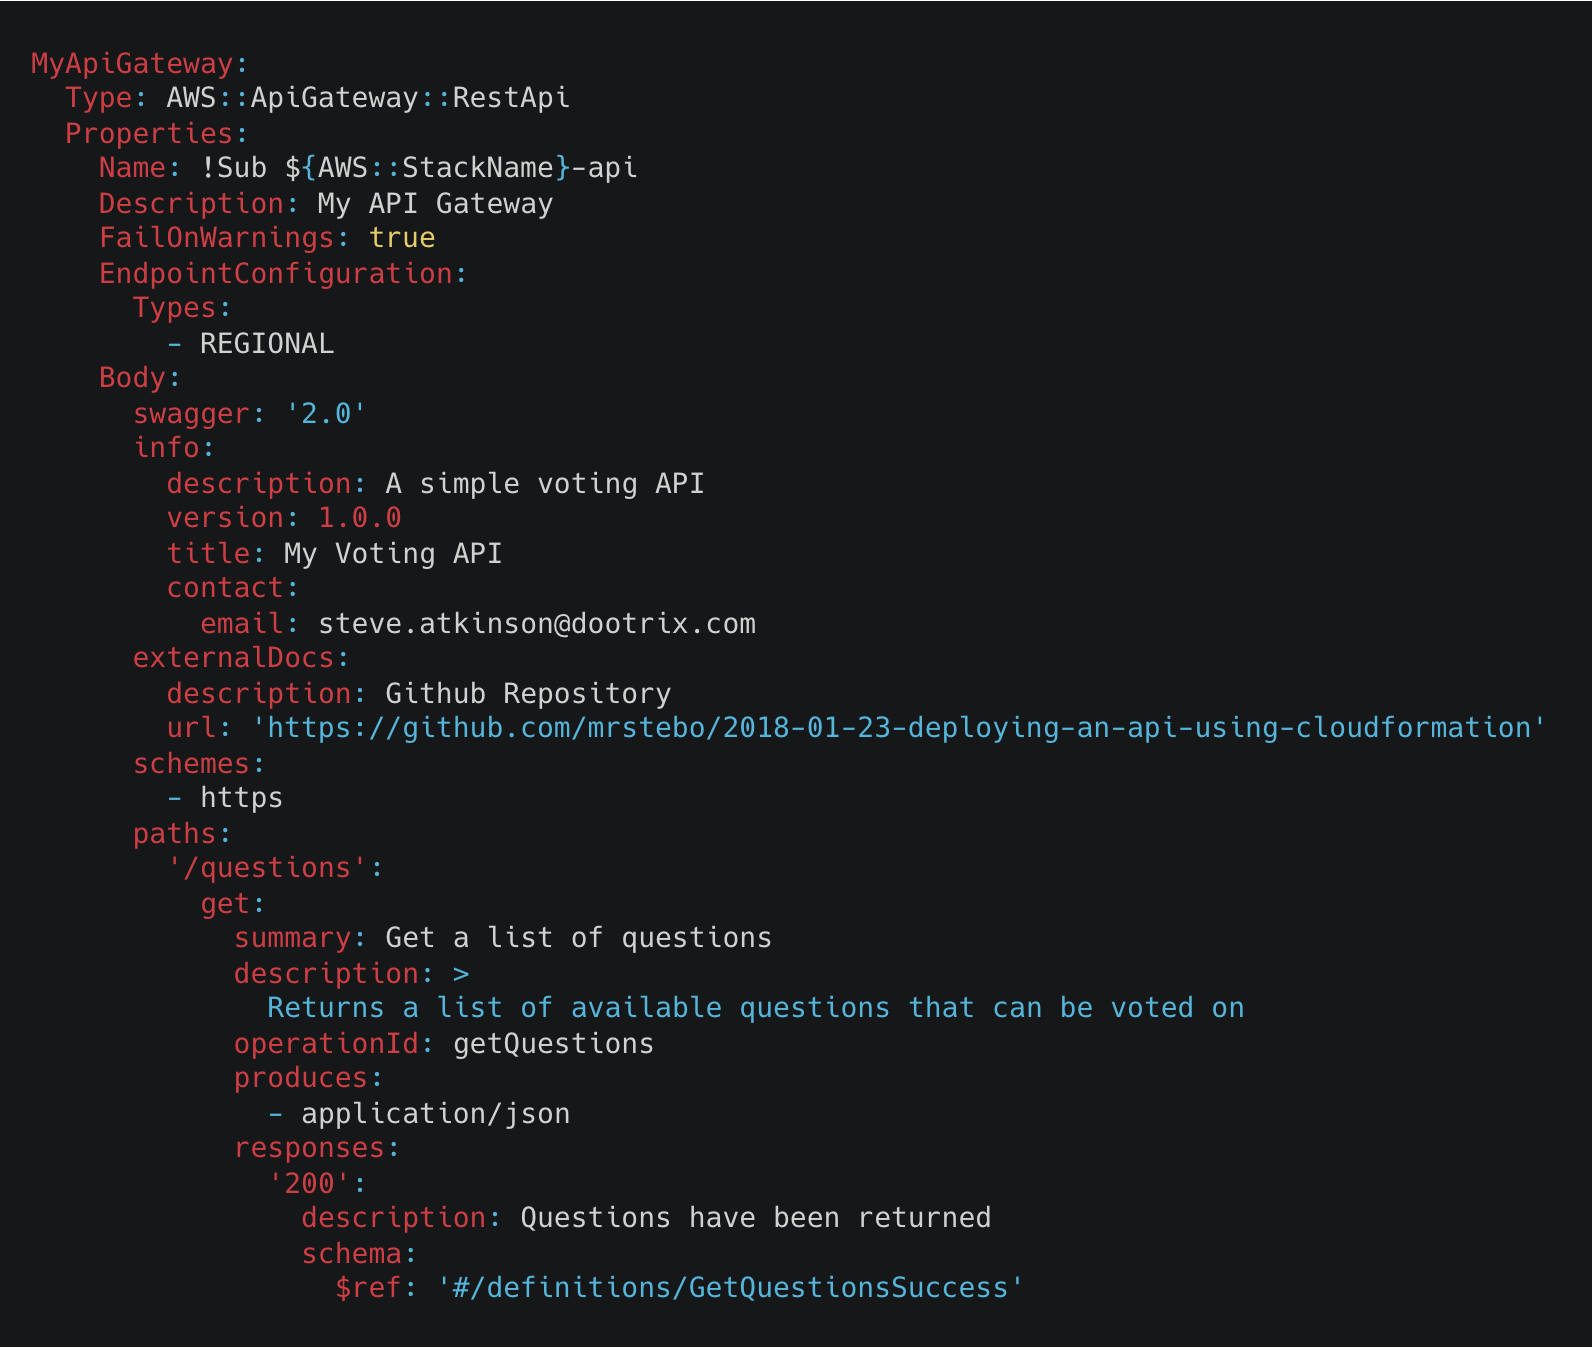 MyApiGateway:
  Type: AWS::ApiGateway::RestApi
  Properties:
    Name: !Sub ${AWS::StackName}-api
    Description: My API Gateway
    FailOnWarnings: true
    EndpointConfiguration:
      Types:
        - REGIONAL
    Body:
      swagger: '2.0'
      info:
        description: A simple voting API
        version: 1.0.0
        title: My Voting API
        contact:
          email: steve.atkinson@dootrix.com
      externalDocs:
        description: Github Repository
        url: 'https://github.com/mrstebo/2018-01-23-deploying-an-api-using-cloudformation'
      schemes:
        - https
      paths:
        '/questions':
          get:
            summary: Get a list of questions
            description: >
              Returns a list of available questions that can be voted on
            operationId: getQuestions
            produces:
              - application/json
            responses:
              '200':
                description: Questions have been returned
                schema:
                  $ref: '#/definitions/GetQuestionsSuccess'